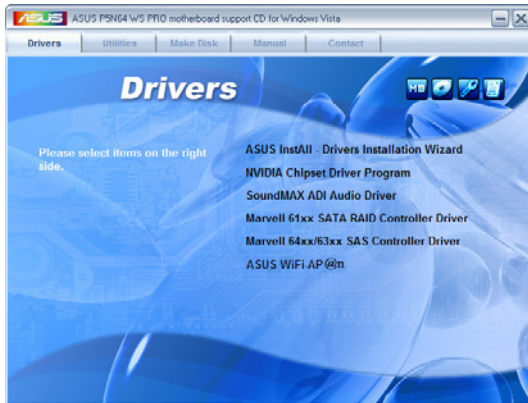 ASUS ASUS P5N64 WS PRO motherboard support CD for Windows Vista
Drivers Utilities Make Disk Manual Contact
Drivers
MB
Please select items on the right
side.
ASUS InstAll - Drivers Installation Wizard
NVIDIA Chipset Driver Program
SoundMAX ADI Audio Driver
Marvell 61xx SATA RAID Controller Driver
Marvell 64xx/63xx SAS Controller Driver
ASUS WiFi-AP @n